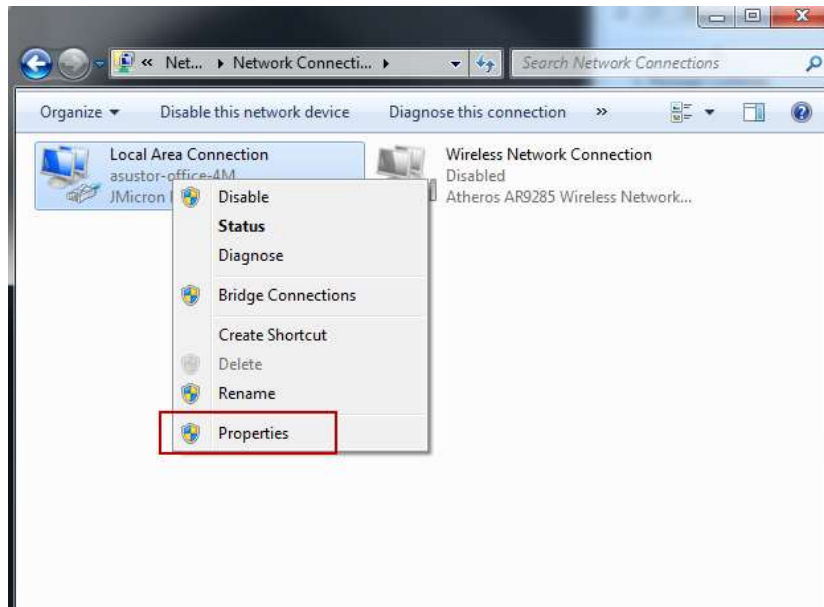 « Net... Network Connecti...
Search Network Connections
Organize Disable this network device Diagnose this connection »
Local Area Connection
asustor-office-4M
JMicron
Wireless Network Connection
Disabled
Atheros AR9285 Wireless Network...
Disable
Status
Diagnose
Bridge Connections
Create Shortcut
Delete
Rename
Properties